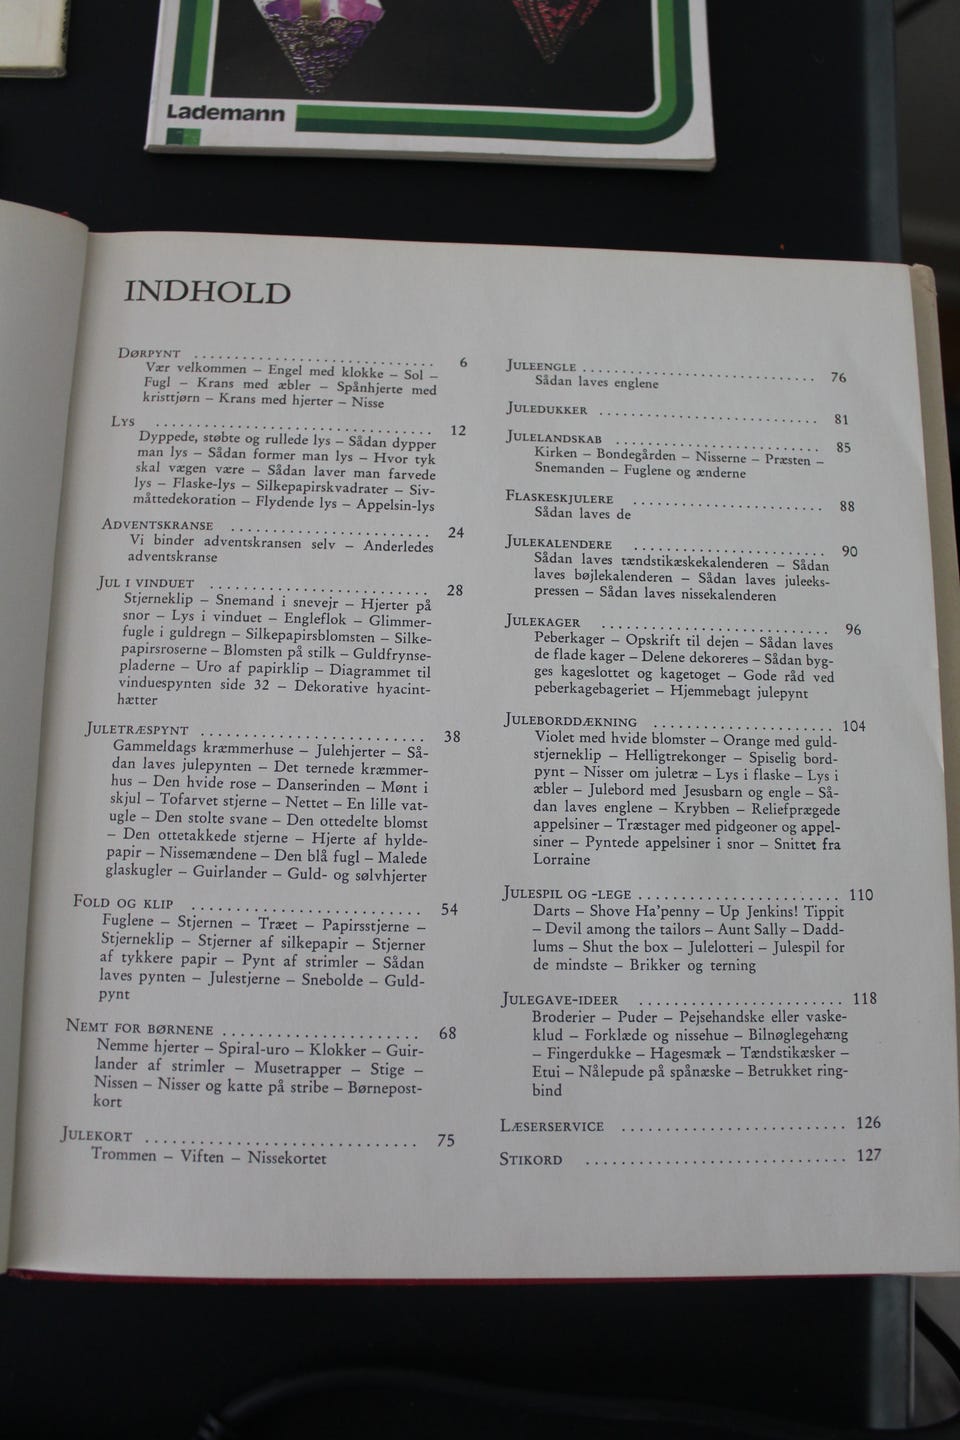 Lademann
INDHOLD
DØRPYNT ............................. 6
Vær velkommen – Engel med klokke – Sol –
Fugl – Krans med æbler – Spånhjerte med
kristtjørn – Krans med hjerter – Nisse
LYS ................................. 12
Dyppede, støbte og rullede lys – Sådan dypper
man lys – Sådan former man lys – Hvor tyk
skal vægen være – Sådan laver man farvede
lys – Flaske-lys – Silkepapirskvadrater – Siv-
måttedekoration – Flydende lys – Appelsin-lys
ADVENTSKRANSE ....................... 24
Vi binder adventskransen selv – Anderledes
adventskranse
JUL I VINDUET ......................... 28
Stjerneklip – Snemand i snevejr – Hjerter på
snor – Lys i vinduet – Engleflok – Glimmer-
fugle i guldregn – Silkepapirsblomsten – Silke-
papirsroserne – Blomsten på stilk – Guldfrynse-
pladerne – Uro af papirklip – Diagrammet til
vinduespynten side 32 – Dekorative hyacint-
hætter
JULETRÆSPYNT ......................... 38
Gammeldags kræmmerhuse – Julehjerter – Så-
dan laves julepynten – Det ternede kræmmer-
hus – Den hvide rose – Danserinden – Mønt i
skjul – Tofarvet stjerne – Nettet – En lille vat-
ugle – Den stolte svane – Den ottedelte blomst
– Den ottetakkede stjerne – Hjerte af hylde-
papir – Nissemændene – Den blå fugl – Malede
glaskugler – Guirlander – Guld- og sølvhjerter
FOLD OG KLIP .......................... 54
Fuglene – Stjernen – Træet – Papirsstjerne –
Stjerneklip – Stjerner af silkepapir – Stjerner
af tykkere papir – Pynt af strimler – Sådan
laves pynten – Julestjerne – Snebolde – Guld-
pynt
NEMT FOR BØRNENE ...................... 68
Nemme hjerter – Spiral-uro – Klokker – Guir-
lander af strimler – Musetrapper – Stige –
Nissen – Nisser og katte på stribe – Børnepost-
kort
JULEKORT .............................. 75
Trommen – Viften – Nissekortet
JULEENGLE ............................. 76
Sådan laves englene
JULEDUKKER ............................ 81
JULELANDSKAB .......................... 85
Kirken – Bondegården – Nisserne – Præsten –
Snemanden – Fuglene og ænderne
FLASKESKJULERE ........................ 88
Sådan laves de
JULEKALENDERE ......................... 90
Sådan laves tændstikæskekalenderen – Sådan
laves bøjlekalenderen – Sådan laves juleeks-
pressen – Sådan laves nissekalenderen
JULEKAGER ............................. 96
Peberkager – Opskrift til dejen – Sådan laves
de flade kager – Delene dekoreres – Sådan byg-
ges kageslottet og kagetoget – Gode råd ved
peberkagebageriet – Hjemmebagt julepynt
JULEBORDDÆKNING ....................... 104
Violet med hvide blomster – Orange med guld-
stjerneklip – Helligtrekonger – Spiselig bord-
pynt – Nisser om juletræ – Lys i flaske – Lys i
æbler – Julebord med Jesusbarn og engle – Så-
dan laves englene – Krybben – Reliefprægede
appelsiner – Træstager med pidgeoner og appel-
siner – Pyntede appelsiner i snor – Snittet fra
Lorraine
JULESPIL OG -LEGE ....................... 110
Darts – Shove Ha'penny – Up Jenkins! Tippit
– Devil among the tailors – Aunt Sally – Dadd-
lums – Shut the box – Julelotteri – Julespil for
de mindste – Brikker og terning
JULEGAVE-IDEER ........................ 118
Broderier – Puder – Pejsehandske eller vaske-
klud – Forklæde og nissehue – Bilnøglegehæng
– Fingerdukke – Hagesmæk – Tændstikæsker –
Etui – Nålepude på spånæske – Betrukket ring-
bind
LÆSERSERVICE .......................... 126
STIKORD ............................... 127